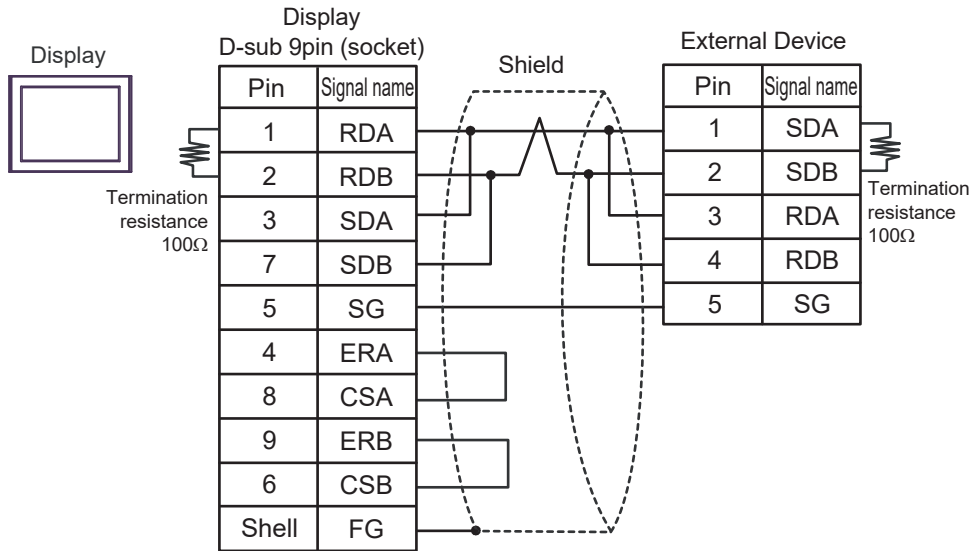 Display
Display
D-sub 9pin (socket)
Shield
External Device
Pin Signal name
1 RDA
2 RDB
3 SDA
7 SDB
5 SG
4 ERA
8 CSA
9 ERB
6 CSB
Shell FG
Termination
resistance
100Ω
Pin Signal name
1 SDA
2 SDB
3 RDA
4 RDB
5 SG
Termination
resistance
100Ω